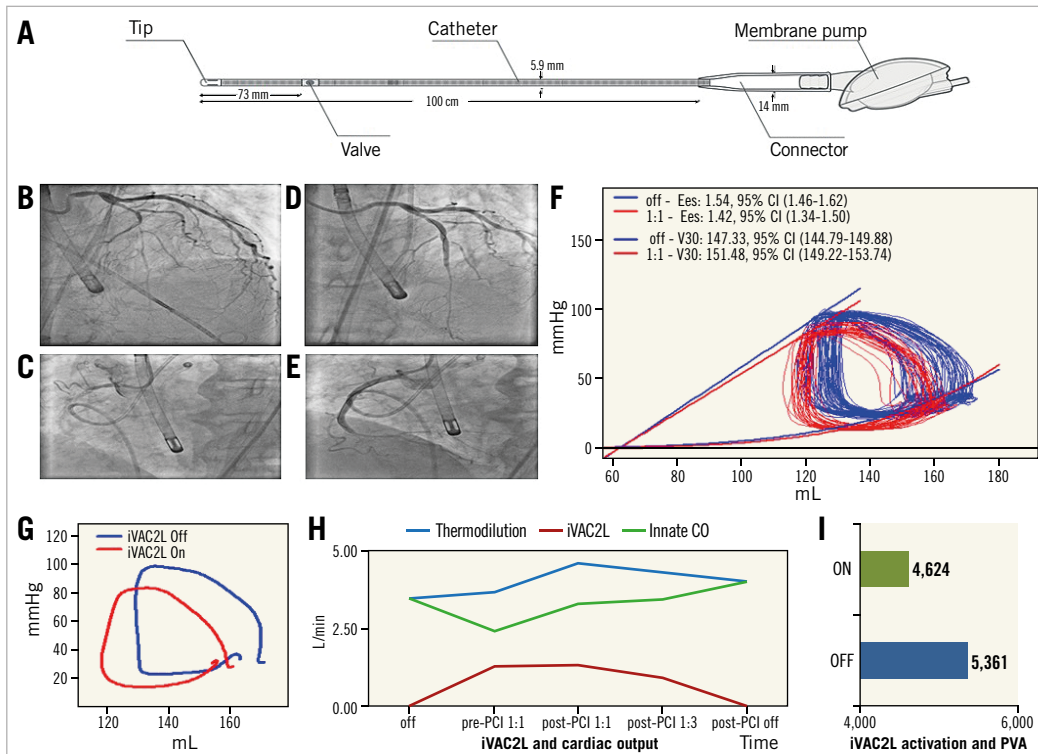 A
Tip
Catheter
Membrane pump
5.9 mm
73 mm
100 cm
14 mm
Valve
Connector
B
D
C
E
F
off - Ees: 1.54, 95% CI (1.46-1.62)
1:1 - Ees: 1.42, 95% CI (1.34-1.50)
off - V30: 147.33, 95% CI (144.79-149.88)
1:1 - V30: 151.48, 95% CI (149.22-153.74)
150
100
50
0
mmHg
60 80 100 120 140 160 180
mL
G
iVAC2L Off
iVAC2L On
120
100
80
60
40
20
mmHg
120 140 160
mL
H
Thermodilution iVAC2L Innate CO
5.00
2.50
0.00
L/min
off pre-PCI 1:1 post-PCI 1:1 post-PCI 1:3 post-PCI off
iVAC2L and cardiac output Time
I
ON 4,624
OFF 5,361
4,000 6,000
iVAC2L activation and PVA